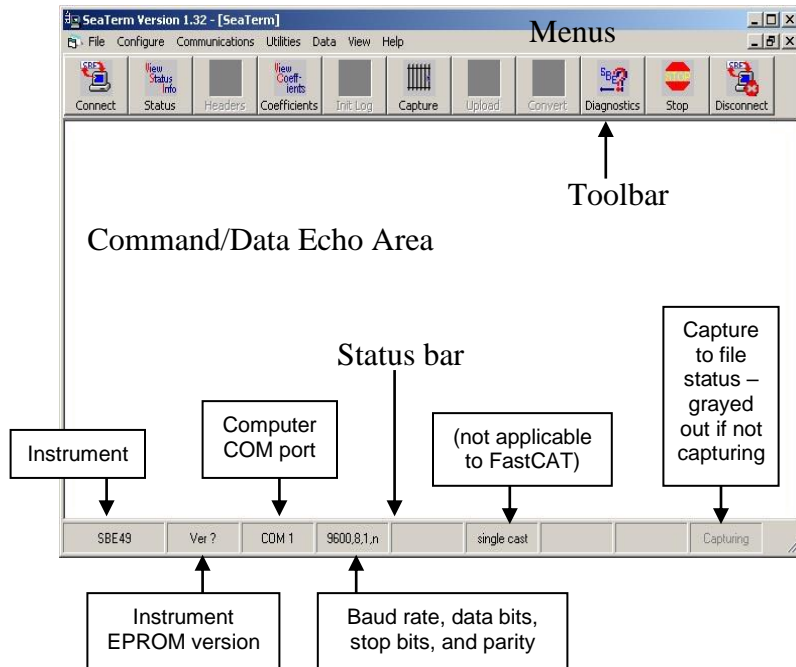 SeaTerm Version 1.32 - [SeaTerm]
File Configure Communications Utilities Data View Help
Menus
SBE
View Status Info
View Coeff-icients
SBE
STOP
SBE
Connect Status Headers Coefficients Init Log Capture Upload Convert Diagnostics Stop Disconnect
Toolbar
Command/Data Echo Area
Status bar
Capture
to file
status –
grayed
out if not
capturing
Computer
COM port
(not applicable
to FastCAT)
Instrument
SBE49 Ver ? COM 1 9600,8,1,n single cast Capturing
Instrument
EPROM version
Baud rate, data bits,
stop bits, and parity